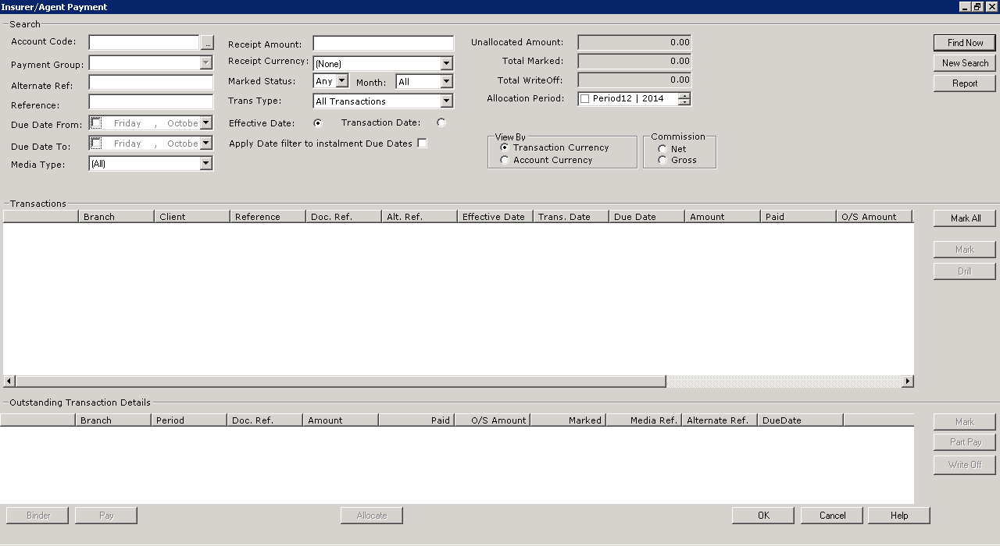 Insurer/Agent Payment
Search
Account Code: ...
Receipt Amount:
Unallocated Amount: 0.00
Find Now
Payment Group:
Receipt Currency: (None)
Total Marked: 0.00
New Search
Alternate Ref:
Marked Status: Any Month: All
Total WriteOff: 0.00
Report
Reference:
Trans Type: All Transactions
Allocation Period: Period12 | 2014
Due Date From: Friday , Octobe
Effective Date: Transaction Date:
Due Date To: Friday , Octobe
Apply Date filter to instalment Due Dates
Media Type: (All)
View By
Transaction Currency
Account Currency
Commission
Net
Gross
Transactions
Branch Client Reference Doc. Ref. Alt. Ref. Effective Date Trans. Date Due Date Amount Paid O/S Amount
Mark All
Mark
Drill
Outstanding Transaction Details
Branch Period Doc. Ref. Amount Paid O/S Amount Marked Media Ref. Alternate Ref. DueDate
Mark
Part Pay
Write Off
Binder Pay Allocate OK Cancel Help